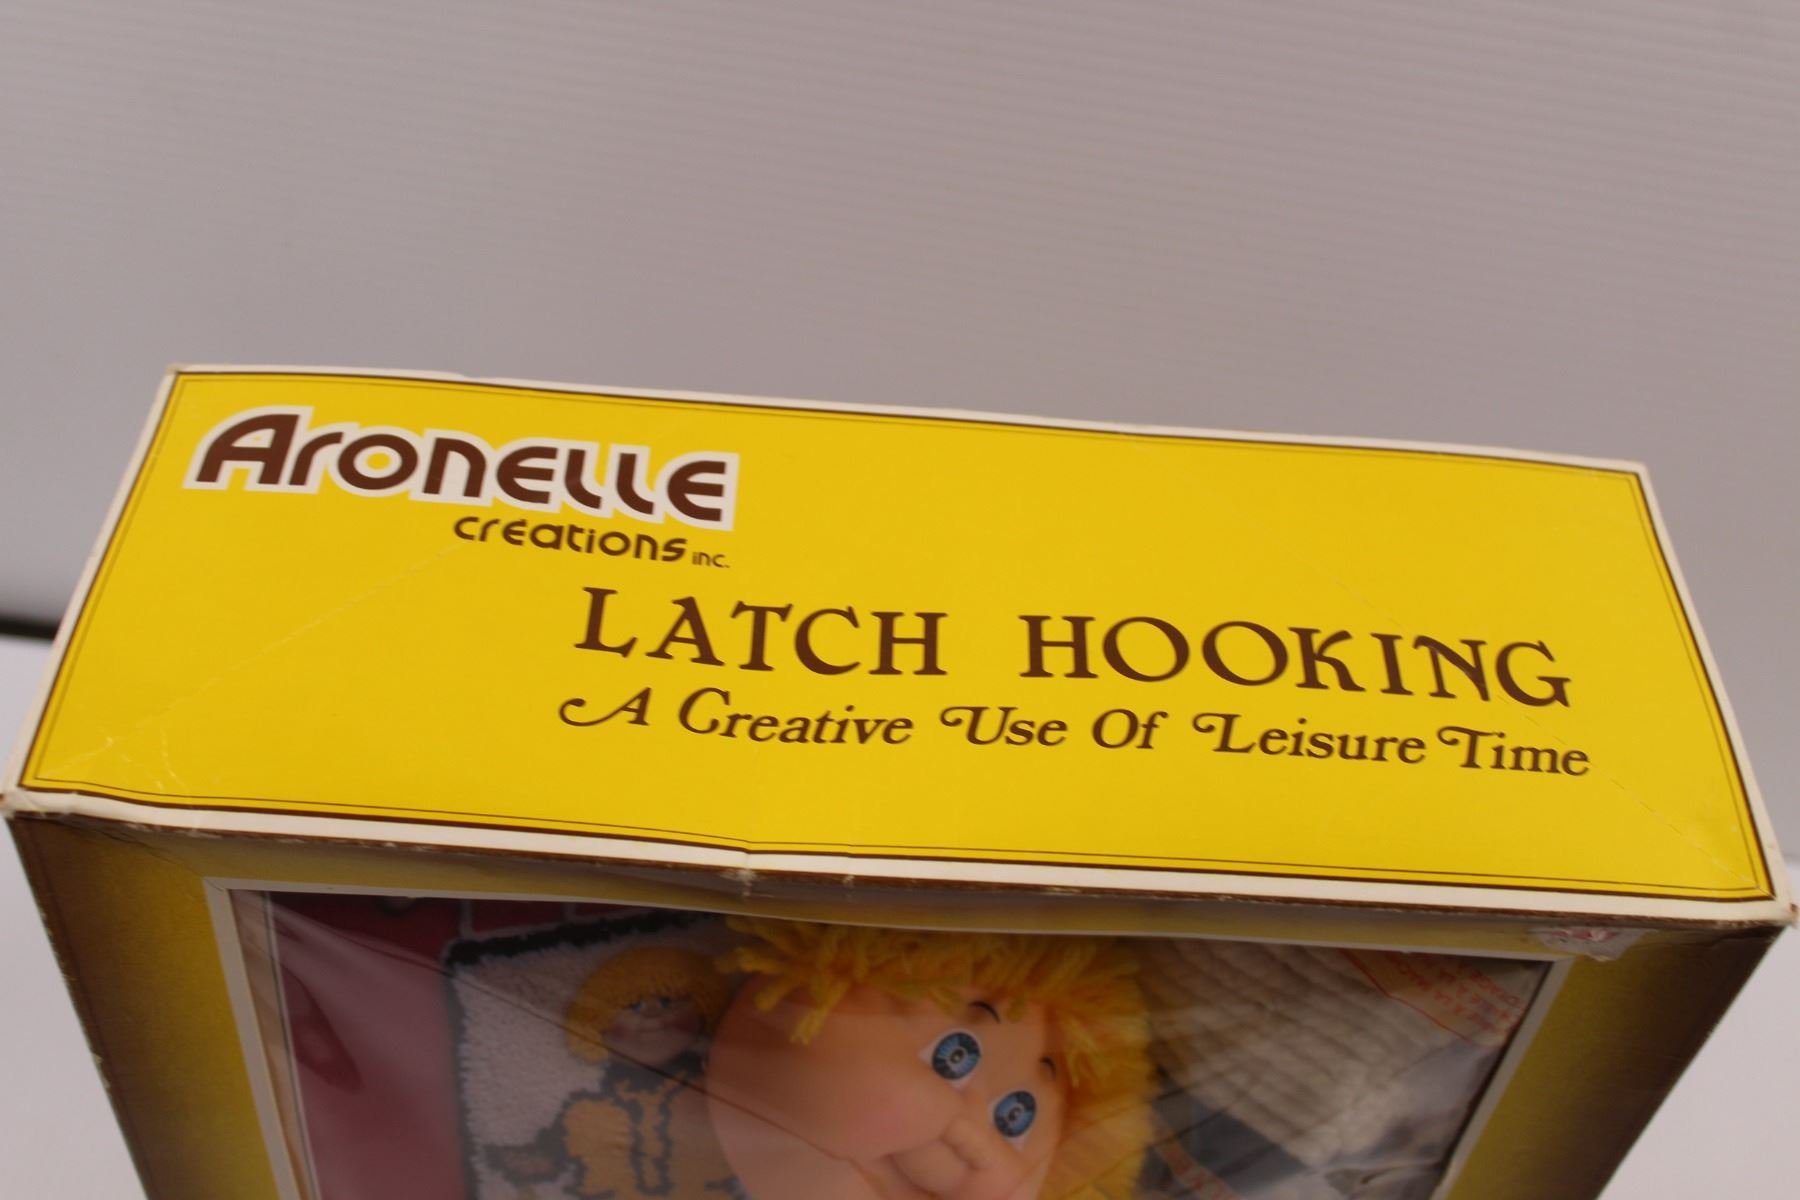 Aronelle
creations inc.
LATCH HOOKING
A Creative Use Of Leisure Time